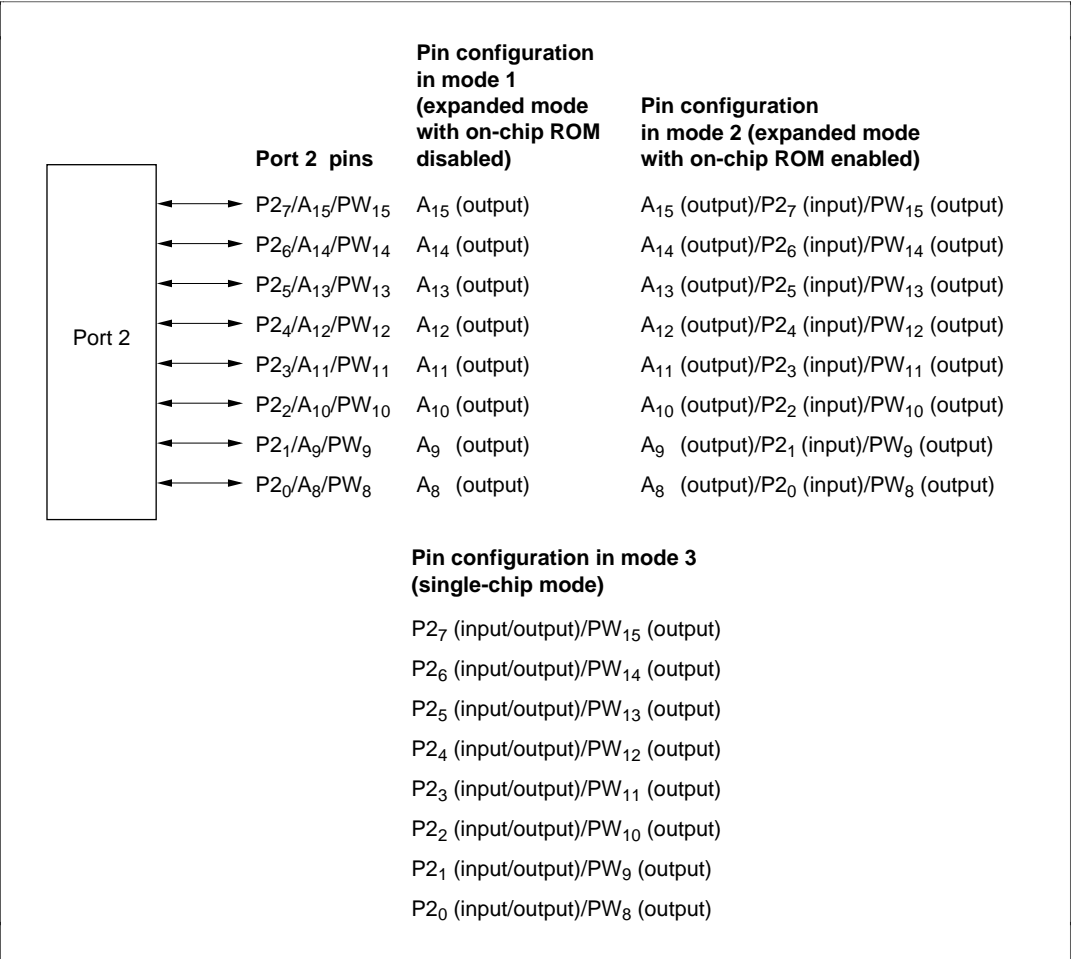 Pin configuration
in mode 1
(expanded mode
with on-chip ROM
disabled)
Pin configuration
in mode 2 (expanded mode
with on-chip ROM enabled)
Port 2 pins
Port 2
P2₇/A₁₅/PW₁₅ A₁₅ (output) A₁₅ (output)/P2₇ (input)/PW₁₅ (output)
P2₆/A₁₄/PW₁₄ A₁₄ (output) A₁₄ (output)/P2₆ (input)/PW₁₄ (output)
P2₅/A₁₃/PW₁₃ A₁₃ (output) A₁₃ (output)/P2₅ (input)/PW₁₃ (output)
P2₄/A₁₂/PW₁₂ A₁₂ (output) A₁₂ (output)/P2₄ (input)/PW₁₂ (output)
P2₃/A₁₁/PW₁₁ A₁₁ (output) A₁₁ (output)/P2₃ (input)/PW₁₁ (output)
P2₂/A₁₀/PW₁₀ A₁₀ (output) A₁₀ (output)/P2₂ (input)/PW₁₀ (output)
P2₁/A₉/PW₉ A₉ (output) A₉ (output)/P2₁ (input)/PW₉ (output)
P2₀/A₈/PW₈ A₈ (output) A₈ (output)/P2₀ (input)/PW₈ (output)
Pin configuration in mode 3
(single-chip mode)
P2₇ (input/output)/PW₁₅ (output)
P2₆ (input/output)/PW₁₄ (output)
P2₅ (input/output)/PW₁₃ (output)
P2₄ (input/output)/PW₁₂ (output)
P2₃ (input/output)/PW₁₁ (output)
P2₂ (input/output)/PW₁₀ (output)
P2₁ (input/output)/PW₉ (output)
P2₀ (input/output)/PW₈ (output)